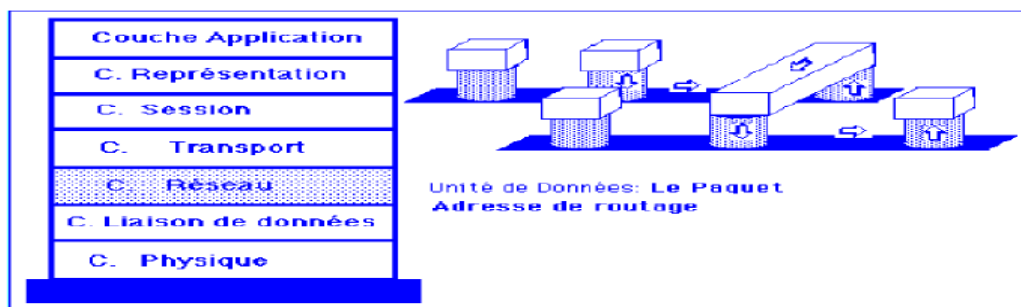 Couche Application
C. Représentation
C. Session
C. Transport
C. Réseau
C. Liaison de données
C. Physique
Unité de Données: Le Paquet
Adresse de routage